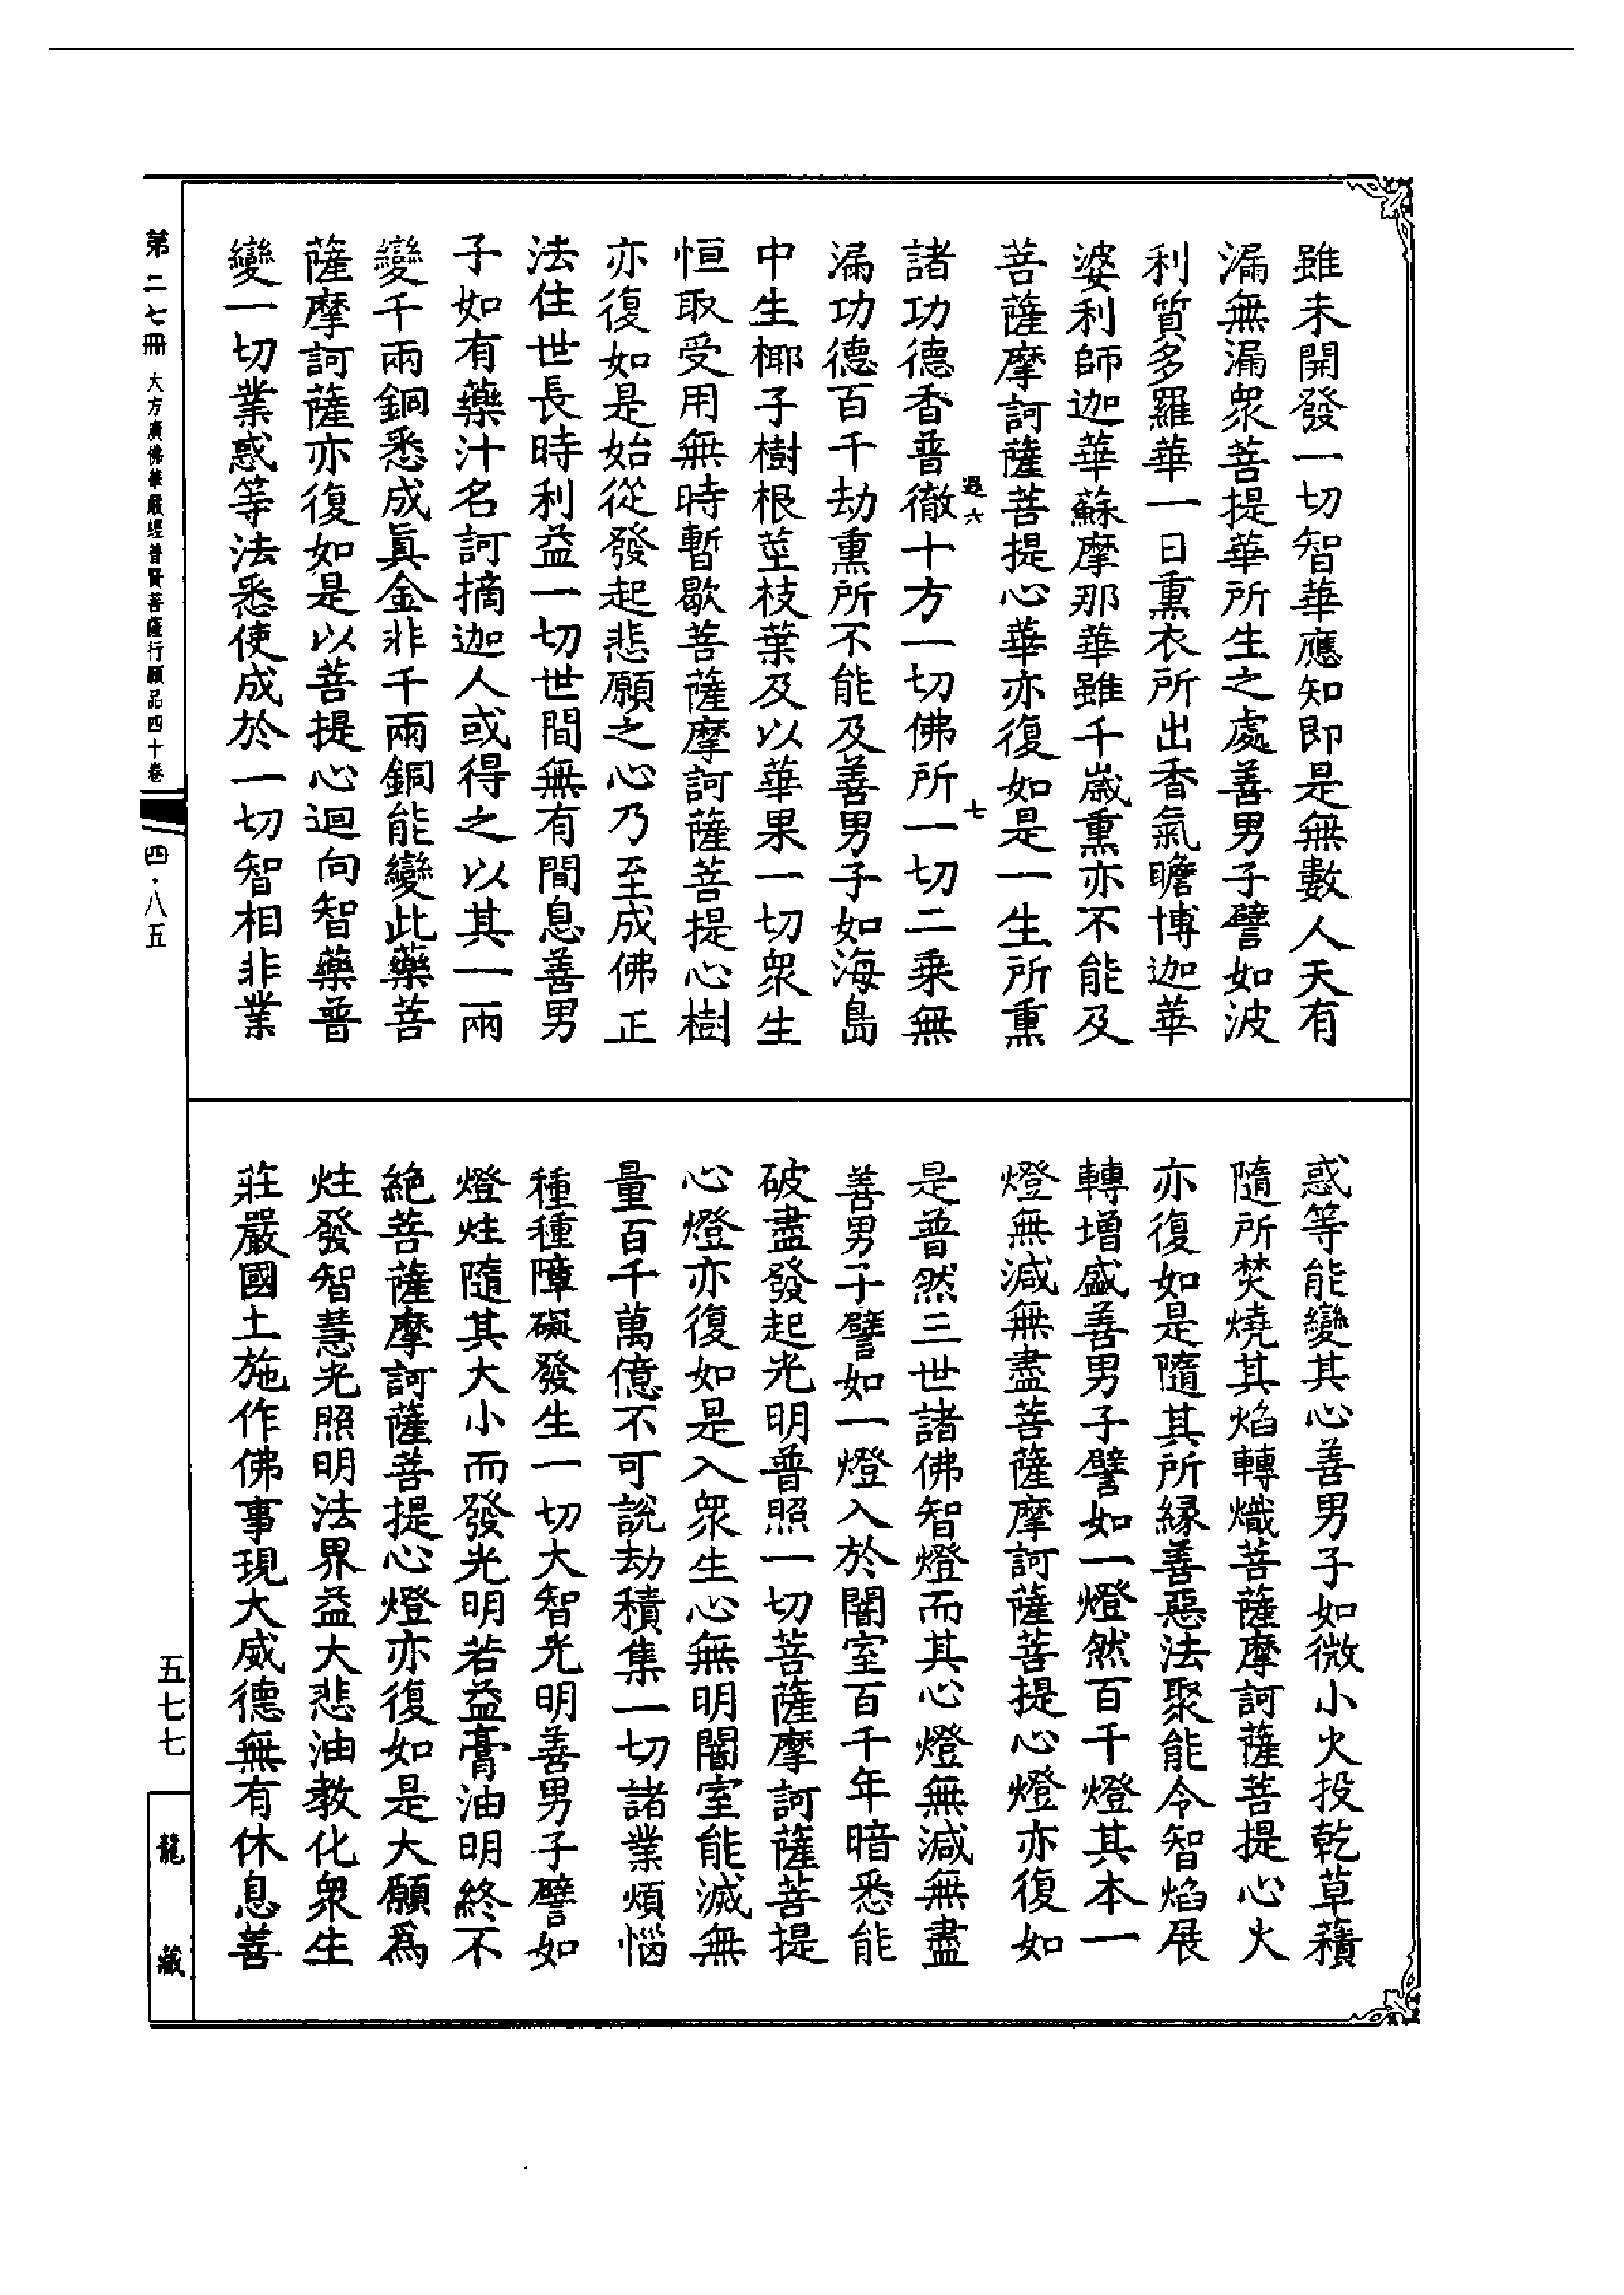 雖未開發一切智華應知即是無數人天有
漏無漏衆菩提華所生之處善男子譬如波
利質多羅華一日熏衣所出香氣瞻博迦華
婆利師迦華蘇摩那華雖千歲熏亦不能及
菩薩摩訶薩菩提心華亦復如是一生所熏
六 七
諸功德香普徹十方一切佛所一切二乗無
漏功德百千劫熏所不能及善男子如海島
中生椰子樹根莖枝葉及以華果一切衆生
恒取受用無時暫歇菩薩摩訶薩菩提心樹
亦復如是始從發起悲願之心乃至成佛正
法住世長時利益一切世間無有間息善男
子如有藥汁名訶摘迦人或得之以其一兩
變千兩銅悉成眞金非千兩銅能變此藥菩
薩摩訶薩亦復如是以菩提心迴向智藥普
變一切業惑等法悉使成於一切智相非業
惑等能變其心善男子如微小火投乾草𧂐
隨所焚燒其焰轉熾菩薩摩訶薩菩提心火
亦復如是隨其所縁善惡法聚能令智焰展
轉增盛善男子譬如一燈然百千燈其本一
燈無減無盡菩薩摩訶薩菩提心燈亦復如
是普然三世諸佛智燈而其心燈無減無盡
善男子譬如一燈入於闇室百千年暗悉能
破盡發起光明普照一切菩薩摩訶薩菩提
心燈亦復如是入衆生心無明闇室能滅無
量百千萬億不可說劫積集一切諸業煩惱
種種障礙發生一切大智光明善男子譬如
燈炷隨其大小而發光明若益膏油明終不
絶菩薩摩訶薩菩提心燈亦復如是大願爲
炷發智慧光照明法界益大悲油教化衆生
莊嚴國土施作佛事現大威德無有休息善
第二七冊 大方廣佛華嚴經普賢菩薩行願品四十卷 四·八五
五七七
龍藏